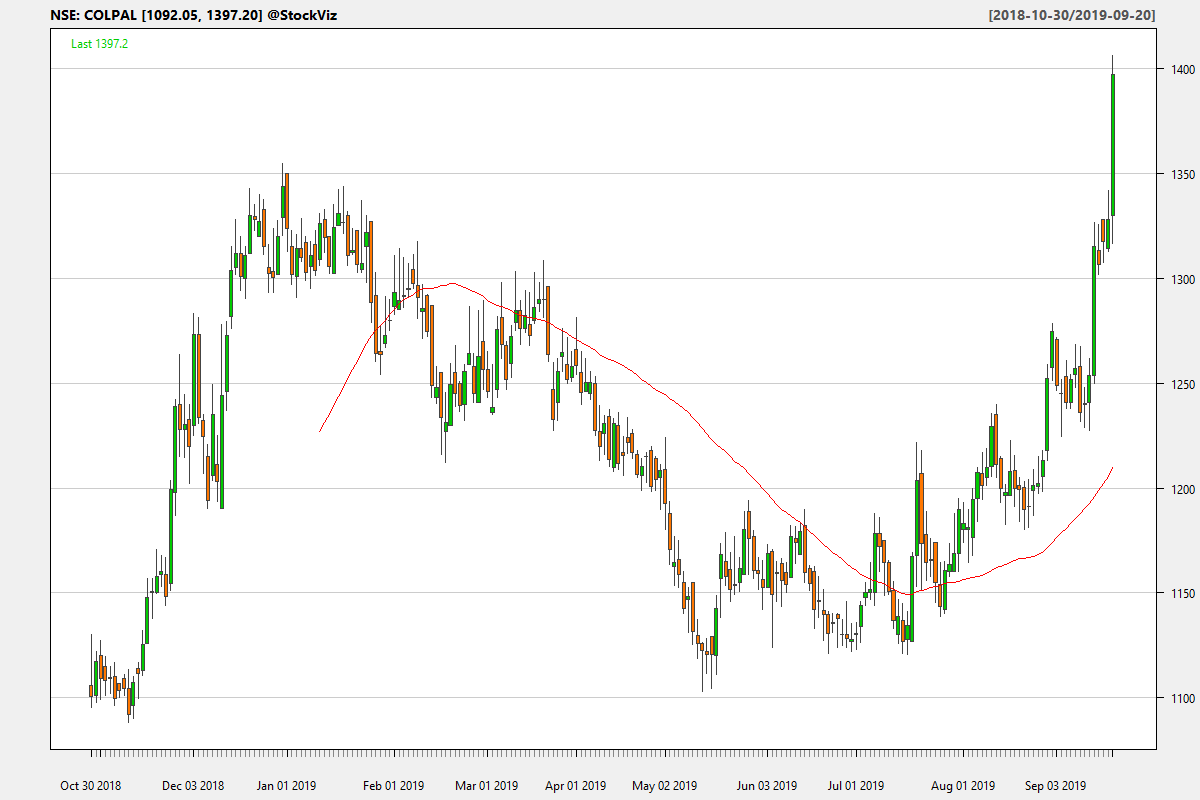 NSE: COLPAL [1092.05, 1397.20] @StockViz [2018-10-30/2019-09-20]
Last 1397.2
1400
1350
1300
1250
1200
1150
1100
Oct 30 2018 Dec 03 2018 Jan 01 2019 Feb 01 2019 Mar 01 2019 Apr 01 2019 May 02 2019 Jun 03 2019 Jul 01 2019 Aug 01 2019 Sep 03 2019